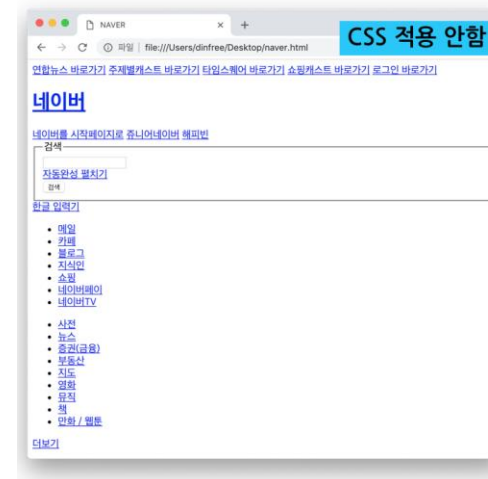 NAVER
CSS 적용 안함
파일 | file:///Users/dinfree/Desktop/naver.html
연합뉴스 바로가기 주제별캐스트 바로가기 타임스퀘어 바로가기 쇼핑캐스트 바로가기 로그인 바로가기
네이버
네이버를 시작페이지로 쥬니어네이버 해피빈
검색
자동완성 펼치기
검색
한글 입력기
메일
카페
블로그
지식인
쇼핑
네이버페이
네이버TV
사전
뉴스
증권(금융)
부동산
지도
영화
뮤직
책
만화 / 웹툰
더보기